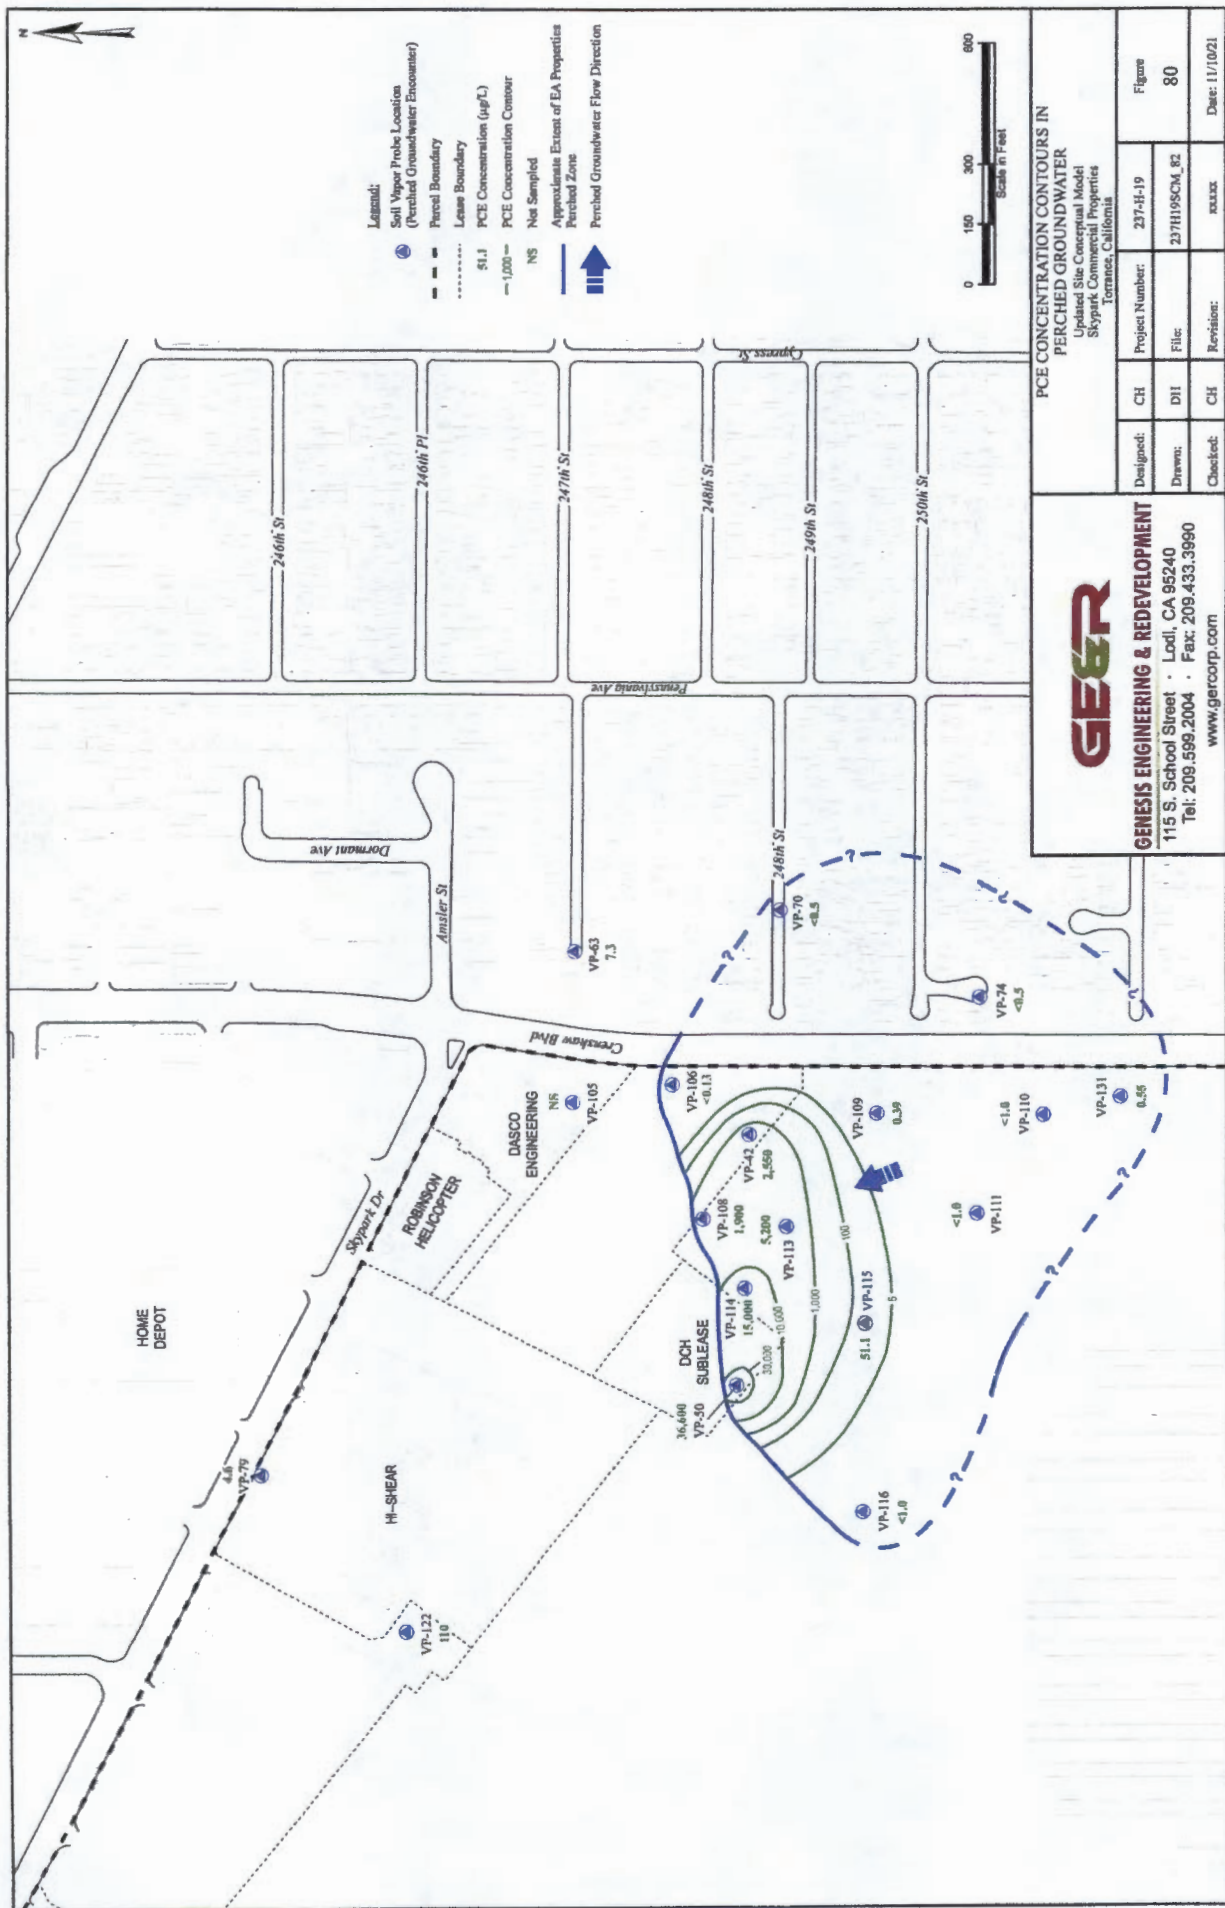 N
Legend:
Soil Vapor Probe Location
(Perched Groundwater Encounter)
Parcel Boundary
Lease Boundary
51.1 PCE Concentration (µg/L)
1,000 PCE Concentration Contour
NS Not Sampled
Approximate Extent of EA Properties
Perched Zone
Perched Groundwater Flow Direction
0 150 300 600
Scale in Feet
HOME
DEPOT
Skypark Dr
ROBINSON
HELICOPTER
DASCO
ENGINEERING
HI-SHEAR
DCH
SUBLEASE
Crenshaw Blvd
Amsler St
Dormant Ave
Pennsylvania Ave
Cypress St
246th St
246th Pl
247th St
248th St
249th St
250th St
248th St
4.6
VP-79
VP-122
110
NS
VP-105
VP-63
7.3
VP-106
<0.13
VP-70
<0.5
VP-74
<0.5
VP-42
2,550
VP-108
1,900
5,200
VP-113
VP-114
15,000
36,600
VP-50
30,000
10,000
1,000
100
5
51.1
VP-115
VP-109
0.39
<1.0
VP-110
<1.0
VP-111
VP-131
0.55
VP-116
<1.0
?
?
?
?
?
?
?
GE&R
GENESIS ENGINEERING & REDEVELOPMENT
115 S. School Street · Lodi, CA 95240
Tel: 209.599.2004 · Fax: 209.433.3990
www.gercorp.com
PCE CONCENTRATION CONTOURS IN
PERCHED GROUNDWATER
Updated Site Conceptual Model
Skypark Commercial Properties
Torrance, California
Designed: CH Project Number: 237-H-19 Figure
Drawn: DH File: 237H19SCM_82 80
Checked: CH Revision: xxxxx Date: 11/10/21